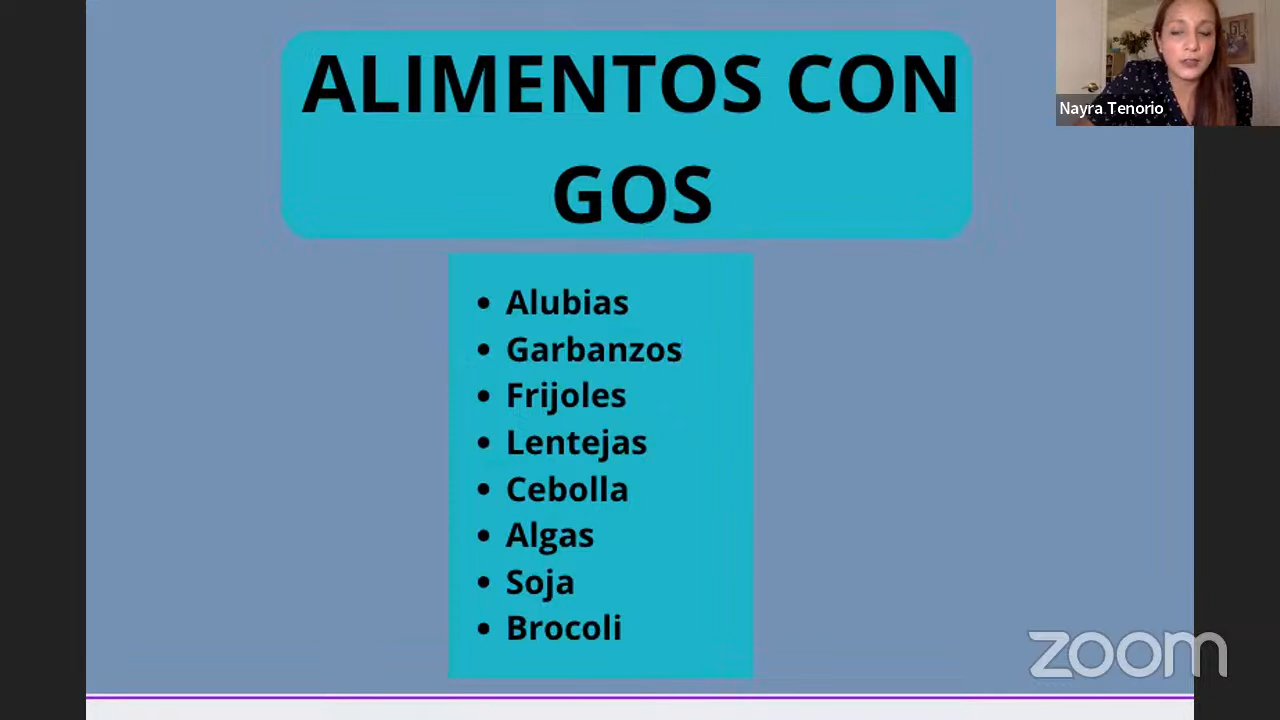 ALIMENTOS CON
GOS
Nayra Tenorio
• Alubias
• Garbanzos
• Frijoles
• Lentejas
• Cebolla
• Algas
• Soja
• Brocoli
zoom